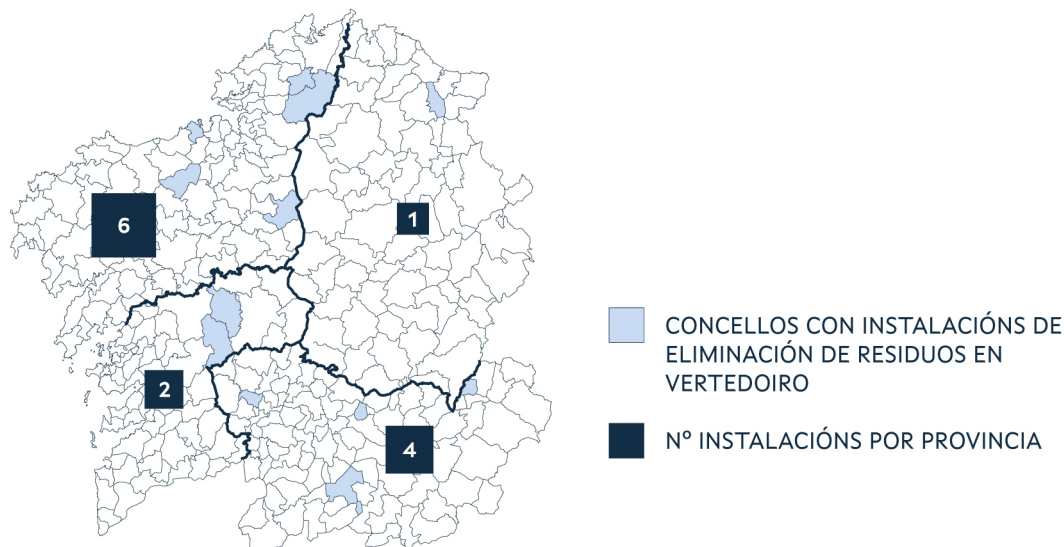 6
1
2
4
CONCELLOS CON INSTALACIÓNS DE
ELIMINACIÓN DE RESIDUOS EN
VERTEDOIRO
Nº INSTALACIÓNS POR PROVINCIA